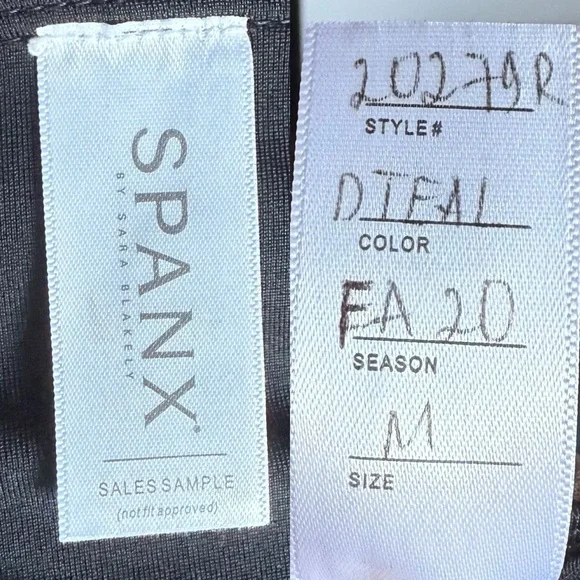 SPANX®
BY SARA BLAKELY
SALES SAMPLE
(not fit approved)
20279R
STYLE#
DTFAL
COLOR
FA 20
SEASON
M
SIZE